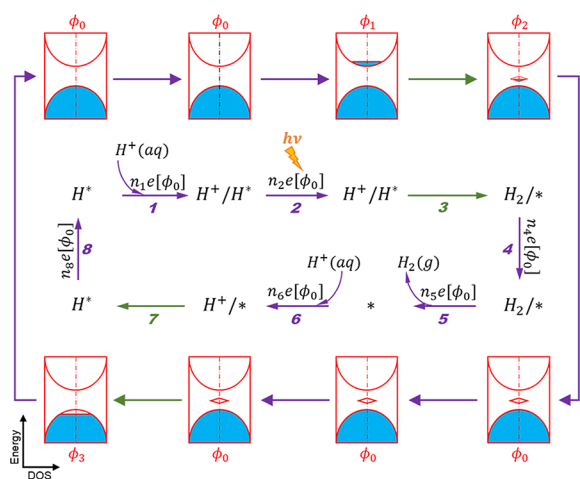 ϕ₀ ϕ₀ ϕ₁ ϕ₂
H⁺(aq) hν
n₁e[ϕ₀] n₂e[ϕ₀]
H* H⁺/H* H⁺/H* H₂/*
1 2 3
n₈e[ϕ₀] 8 4 n₄e[ϕ₀]
H⁺(aq) H₂(g)
n₆e[ϕ₀] n₅e[ϕ₀]
H* H⁺/* * H₂/*
7 6 5
ϕ₃ ϕ₀ ϕ₀ ϕ₀
Energy
DOS